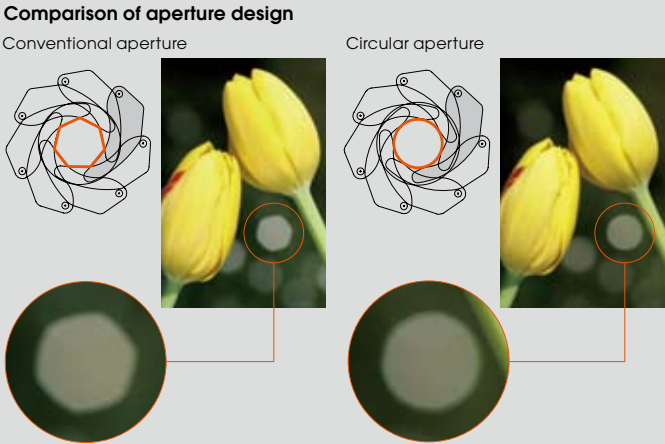 Comparison of aperture design
Conventional aperture
Circular aperture